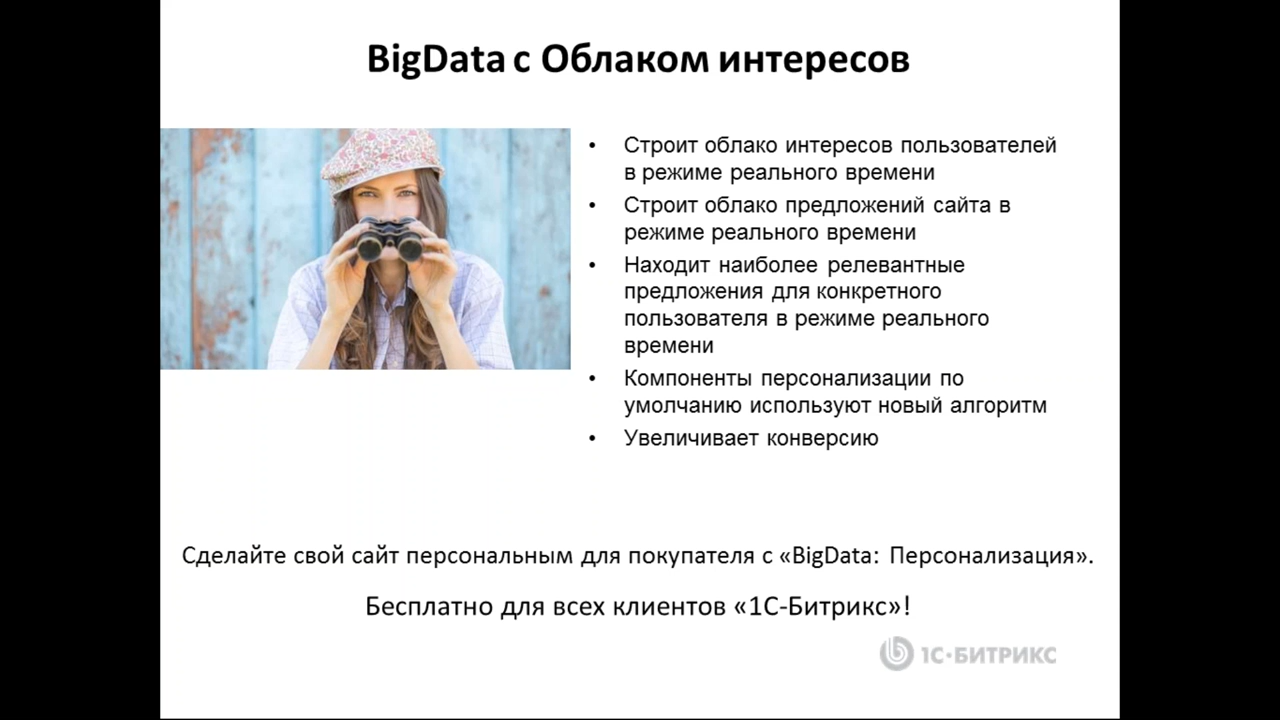 BigData с Облаком интересов
• Строит облако интересов пользователей
в режиме реального времени
• Строит облако предложений сайта в
режиме реального времени
• Находит наиболее релевантные
предложения для конкретного
пользователя в режиме реального
времени
• Компоненты персонализации по
умолчанию используют новый алгоритм
• Увеличивает конверсию
Сделайте свой сайт персональным для покупателя с «BigData: Персонализация».
Бесплатно для всех клиентов «1С-Битрикс»!
1С·БИТРИКС